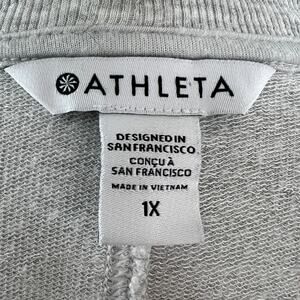 ATHLETA
DESIGNED IN
SAN FRANCISCO
CONÇU À
SAN FRANCISCO
MADE IN VIETNAM
1X